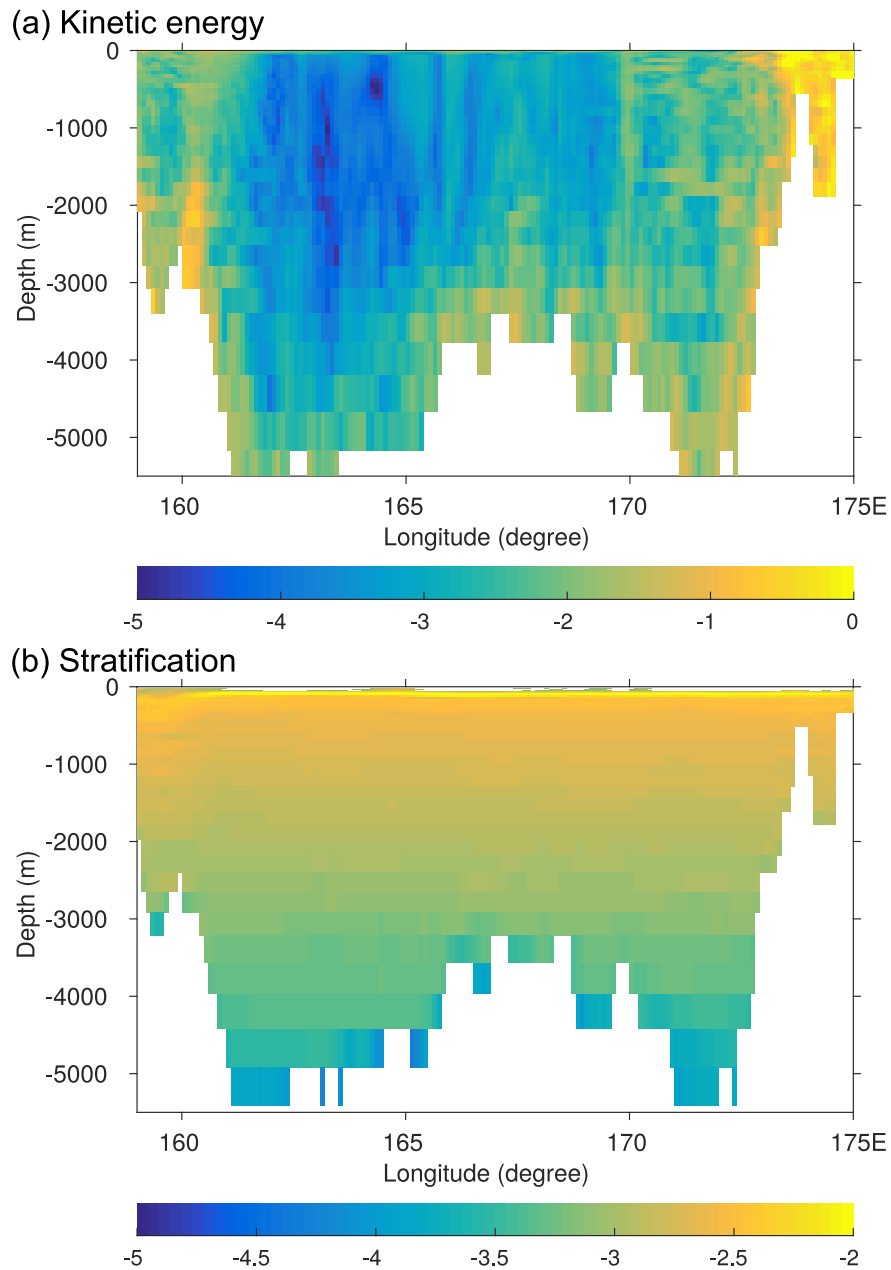 (a) Kinetic energy
0
-1000
-2000
-3000
-4000
-5000
Depth (m)
160 165 170 175E
Longitude (degree)
-5 -4 -3 -2 -1 0
(b) Stratification
0
-1000
-2000
-3000
-4000
-5000
Depth (m)
160 165 170 175E
Longitude (degree)
-5 -4.5 -4 -3.5 -3 -2.5 -2